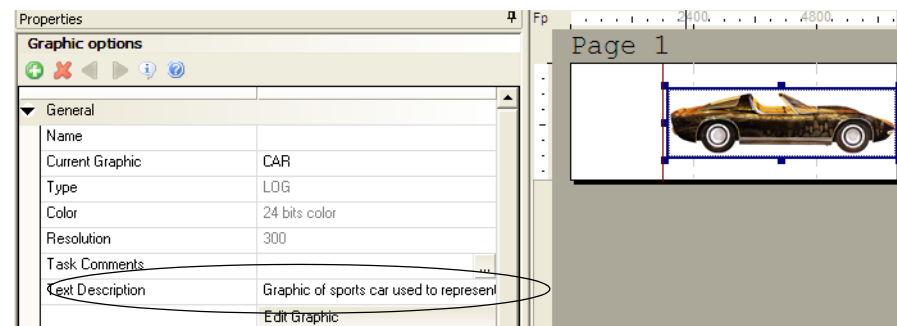 Properties
Graphic options
General
Name
Current Graphic CAR
Type LOG
Color 24 bits color
Resolution 300
Task Comments ...
Text Description Graphic of sports car used to represent
Edit Graphic
Fp 2400 4800
Page 1